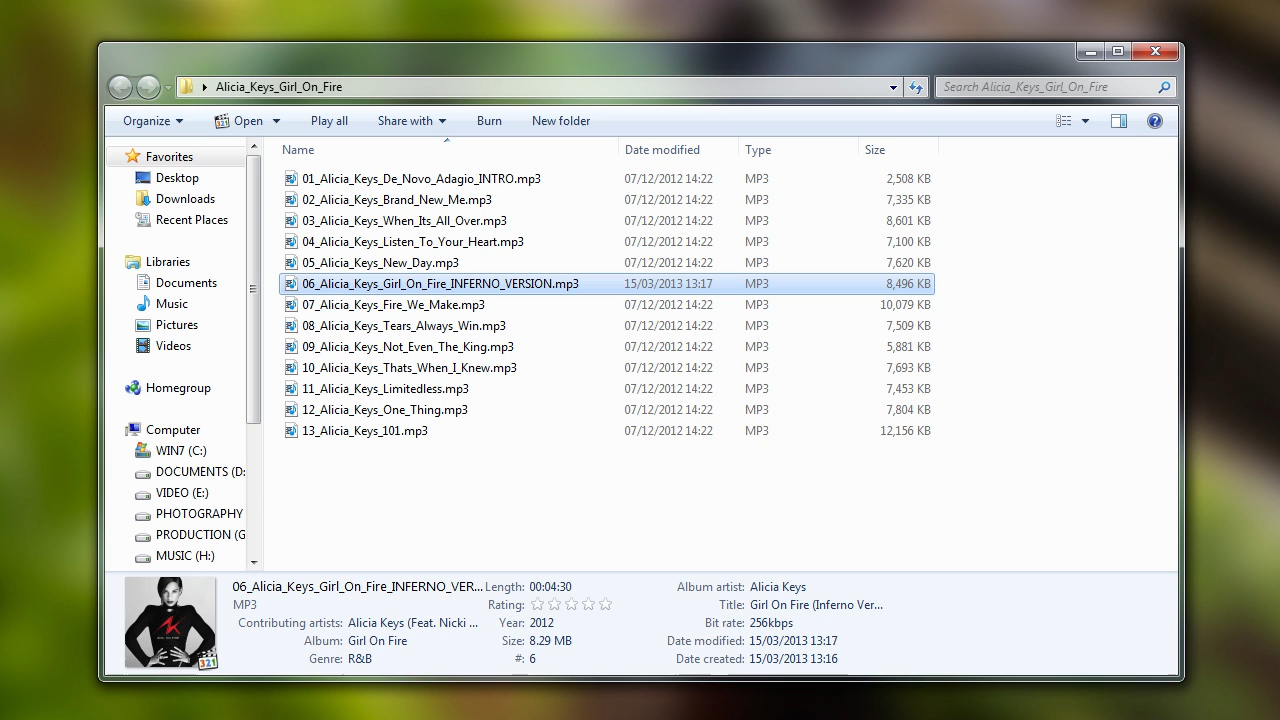 Alicia_Keys_Girl_On_Fire
Search Alicia_Keys_Girl_On_Fire
Organize Open Play all Share with Burn New folder
Favorites
Desktop
Downloads
Recent Places
Libraries
Documents
Music
Pictures
Videos
Homegroup
Computer
WIN7 (C:)
DOCUMENTS (D:
VIDEO (E:)
PHOTOGRAPHY
PRODUCTION (G
MUSIC (H:)
Name Date modified Type Size
01_Alicia_Keys_De_Novo_Adagio_INTRO.mp3 07/12/2012 14:22 MP3 2,508 KB
02_Alicia_Keys_Brand_New_Me.mp3 07/12/2012 14:22 MP3 7,335 KB
03_Alicia_Keys_When_Its_All_Over.mp3 07/12/2012 14:22 MP3 8,601 KB
04_Alicia_Keys_Listen_To_Your_Heart.mp3 07/12/2012 14:22 MP3 7,100 KB
05_Alicia_Keys_New_Day.mp3 07/12/2012 14:22 MP3 7,620 KB
06_Alicia_Keys_Girl_On_Fire_INFERNO_VERSION.mp3 15/03/2013 13:17 MP3 8,496 KB
07_Alicia_Keys_Fire_We_Make.mp3 07/12/2012 14:22 MP3 10,079 KB
08_Alicia_Keys_Tears_Always_Win.mp3 07/12/2012 14:22 MP3 7,509 KB
09_Alicia_Keys_Not_Even_The_King.mp3 07/12/2012 14:22 MP3 5,881 KB
10_Alicia_Keys_Thats_When_I_Knew.mp3 07/12/2012 14:22 MP3 7,693 KB
11_Alicia_Keys_Limitedless.mp3 07/12/2012 14:22 MP3 7,453 KB
12_Alicia_Keys_One_Thing.mp3 07/12/2012 14:22 MP3 7,804 KB
13_Alicia_Keys_101.mp3 07/12/2012 14:22 MP3 12,156 KB
06_Alicia_Keys_Girl_On_Fire_INFERNO_VER... Length: 00:04:30 Album artist: Alicia Keys
MP3 Rating: Title: Girl On Fire (Inferno Ver...
Contributing artists: Alicia Keys (Feat. Nicki ... Year: 2012 Bit rate: 256kbps
Album: Girl On Fire Size: 8.29 MB Date modified: 15/03/2013 13:17
Genre: R&B #: 6 Date created: 15/03/2013 13:16
321